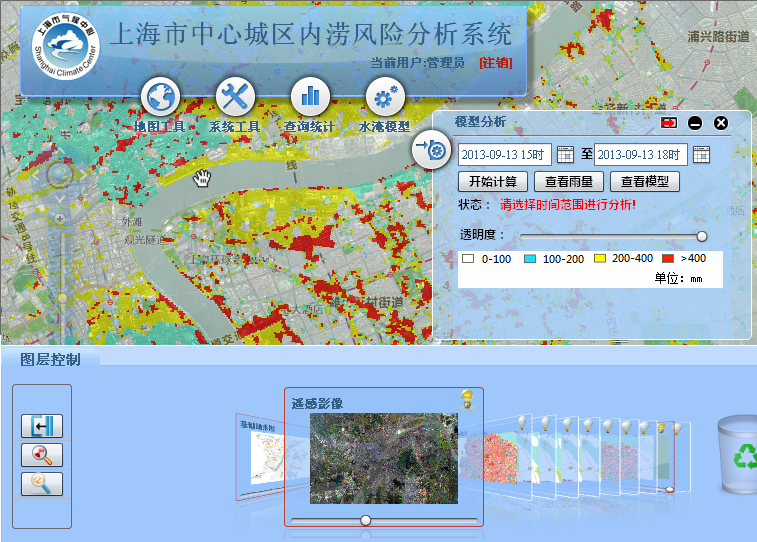 上海市气候中心
Shanghai Climate Center
上海市中心城区内涝风险分析系统
当前用户:管理员 [注销]
浦兴路街道
地图工具 系统工具 查询统计 水淹模型
模型分析
2013-09-13 15时 至 2013-09-13 18时
开始计算 查看雨量 查看模型
状态： 请选择时间范围进行分析!
透明度：
0-100 100-200 200-400 >400
单位: mm
外滩
观光隧道
图层控制
基础地象图
遥感影像